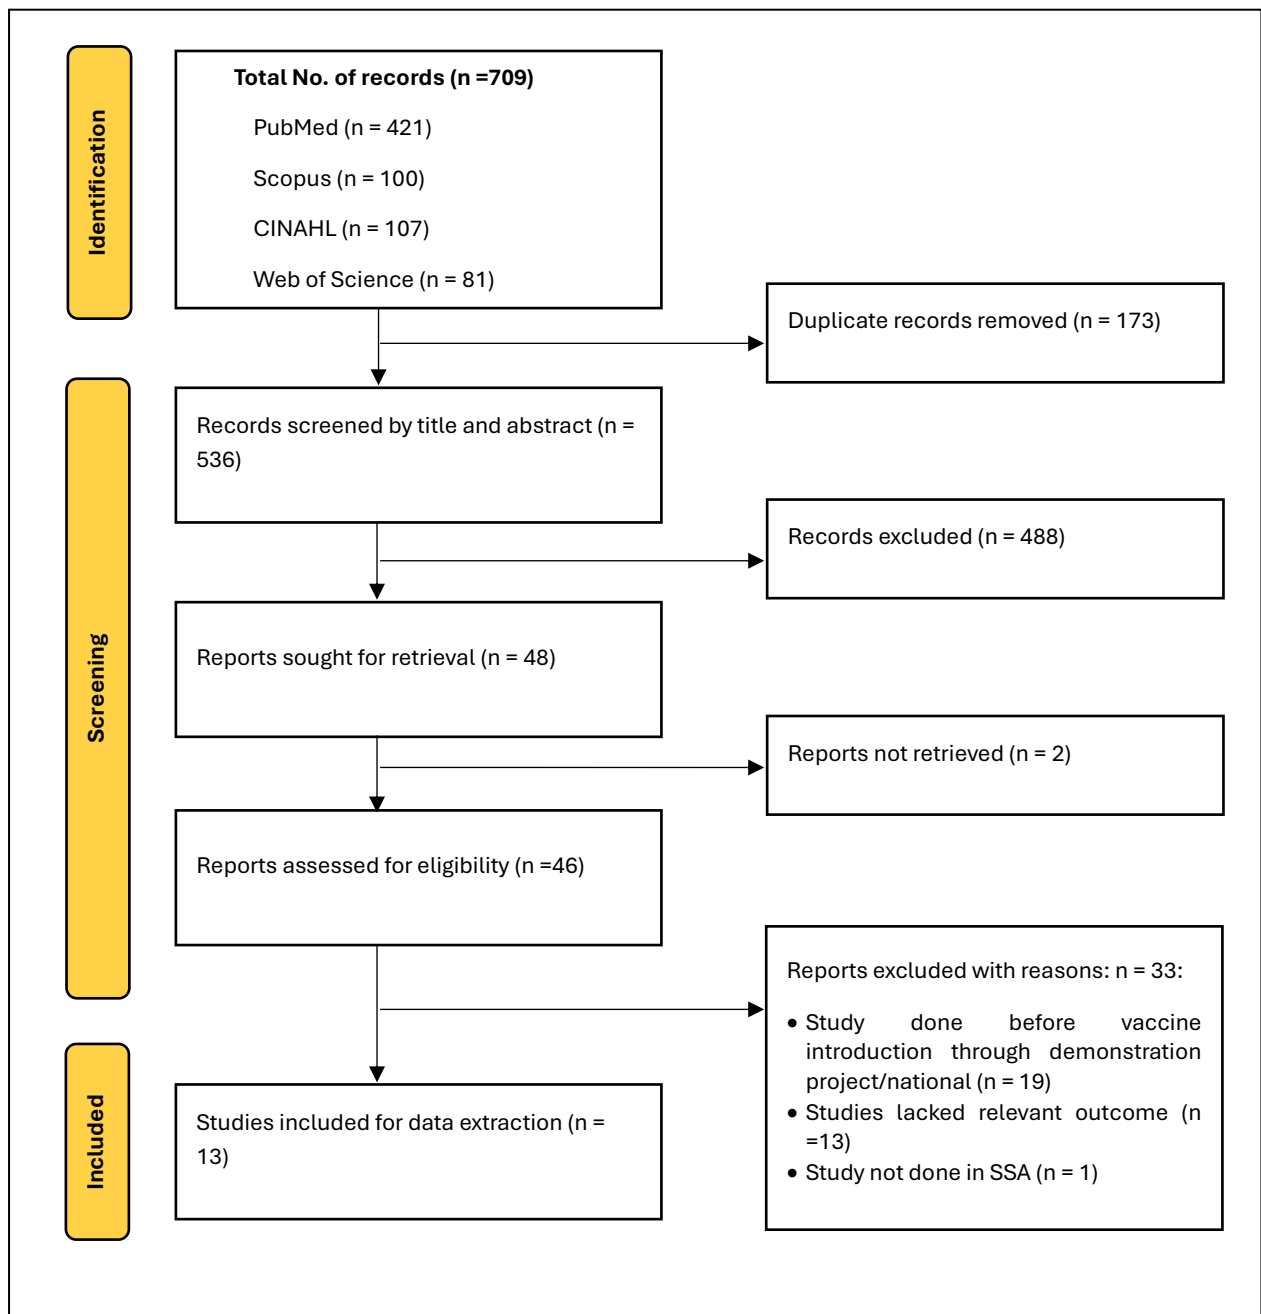 Identification
Total No. of records (n =709)
PubMed (n = 421)
Scopus (n = 100)
CINAHL (n = 107)
Web of Science (n = 81)
Duplicate records removed (n = 173)
Screening
Records screened by title and abstract (n =
536)
Records excluded (n = 488)
Reports sought for retrieval (n = 48)
Reports not retrieved (n = 2)
Reports assessed for eligibility (n =46)
Reports excluded with reasons: n = 33:
• Study done before vaccine
introduction through demonstration
project/national (n = 19)
• Studies lacked relevant outcome (n
=13)
• Study not done in SSA (n = 1)
Included
Studies included for data extraction (n =
13)